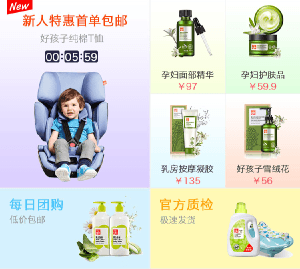 New
新人特惠首单包邮
好孩子纯棉T恤
00:05:59
孕妇面部精华
￥97
孕妇护肤品
￥59.9
乳房按摩凝胶
￥135
好孩子雪绒花
￥56
每日团购
低价包邮
官方质检
极速发货